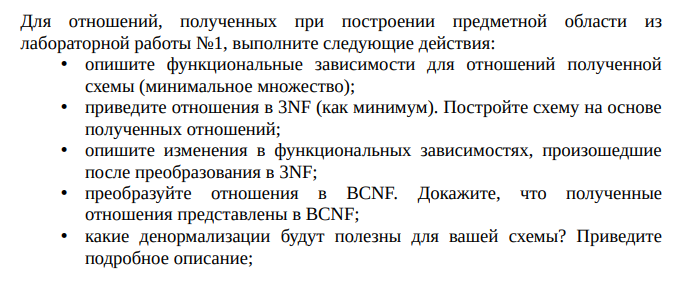 Для отношений, полученных при построении предметной области из
лабораторной работы №1, выполните следующие действия:
• опишите функциональные зависимости для отношений полученной
схемы (минимальное множество);
• приведите отношения в 3NF (как минимум). Постройте схему на основе
полученных отношений;
• опишите изменения в функциональных зависимостях, произошедшие
после преобразования в 3NF;
• преобразуйте отношения в BCNF. Докажите, что полученные
отношения представлены в BCNF;
• какие денормализации будут полезны для вашей схемы? Приведите
подробное описание;